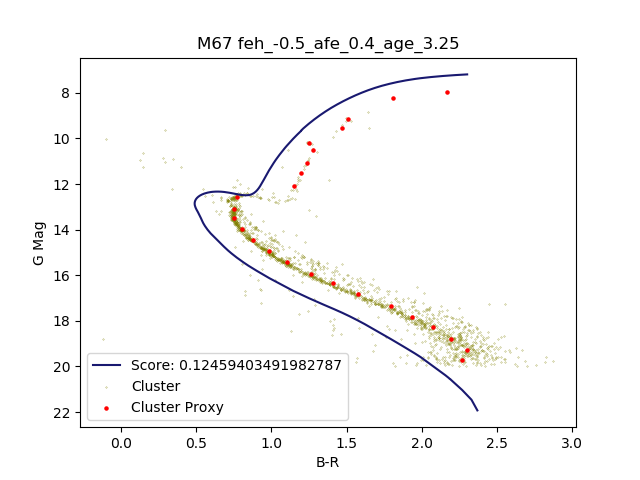 M67 feh_-0.5_afe_0.4_age_3.25
G Mag
8
10
12
14
16
18
20
22
Score: 0.12459403491982787
Cluster
Cluster Proxy
0.0 0.5 1.0 1.5 2.0 2.5 3.0
B-R